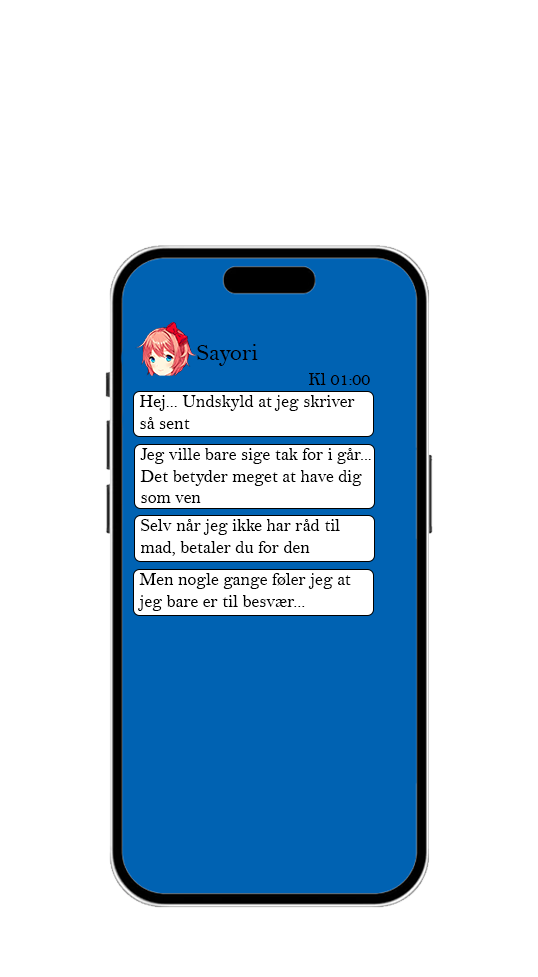 Sayori
Kl 01:00
Hej... Undskyld at jeg skriver
så sent
Jeg ville bare sige tak for i går...
Det betyder meget at have dig
som ven
Selv når jeg ikke har råd til
mad, betaler du for den
Men nogle gange føler jeg at
jeg bare er til besvær...